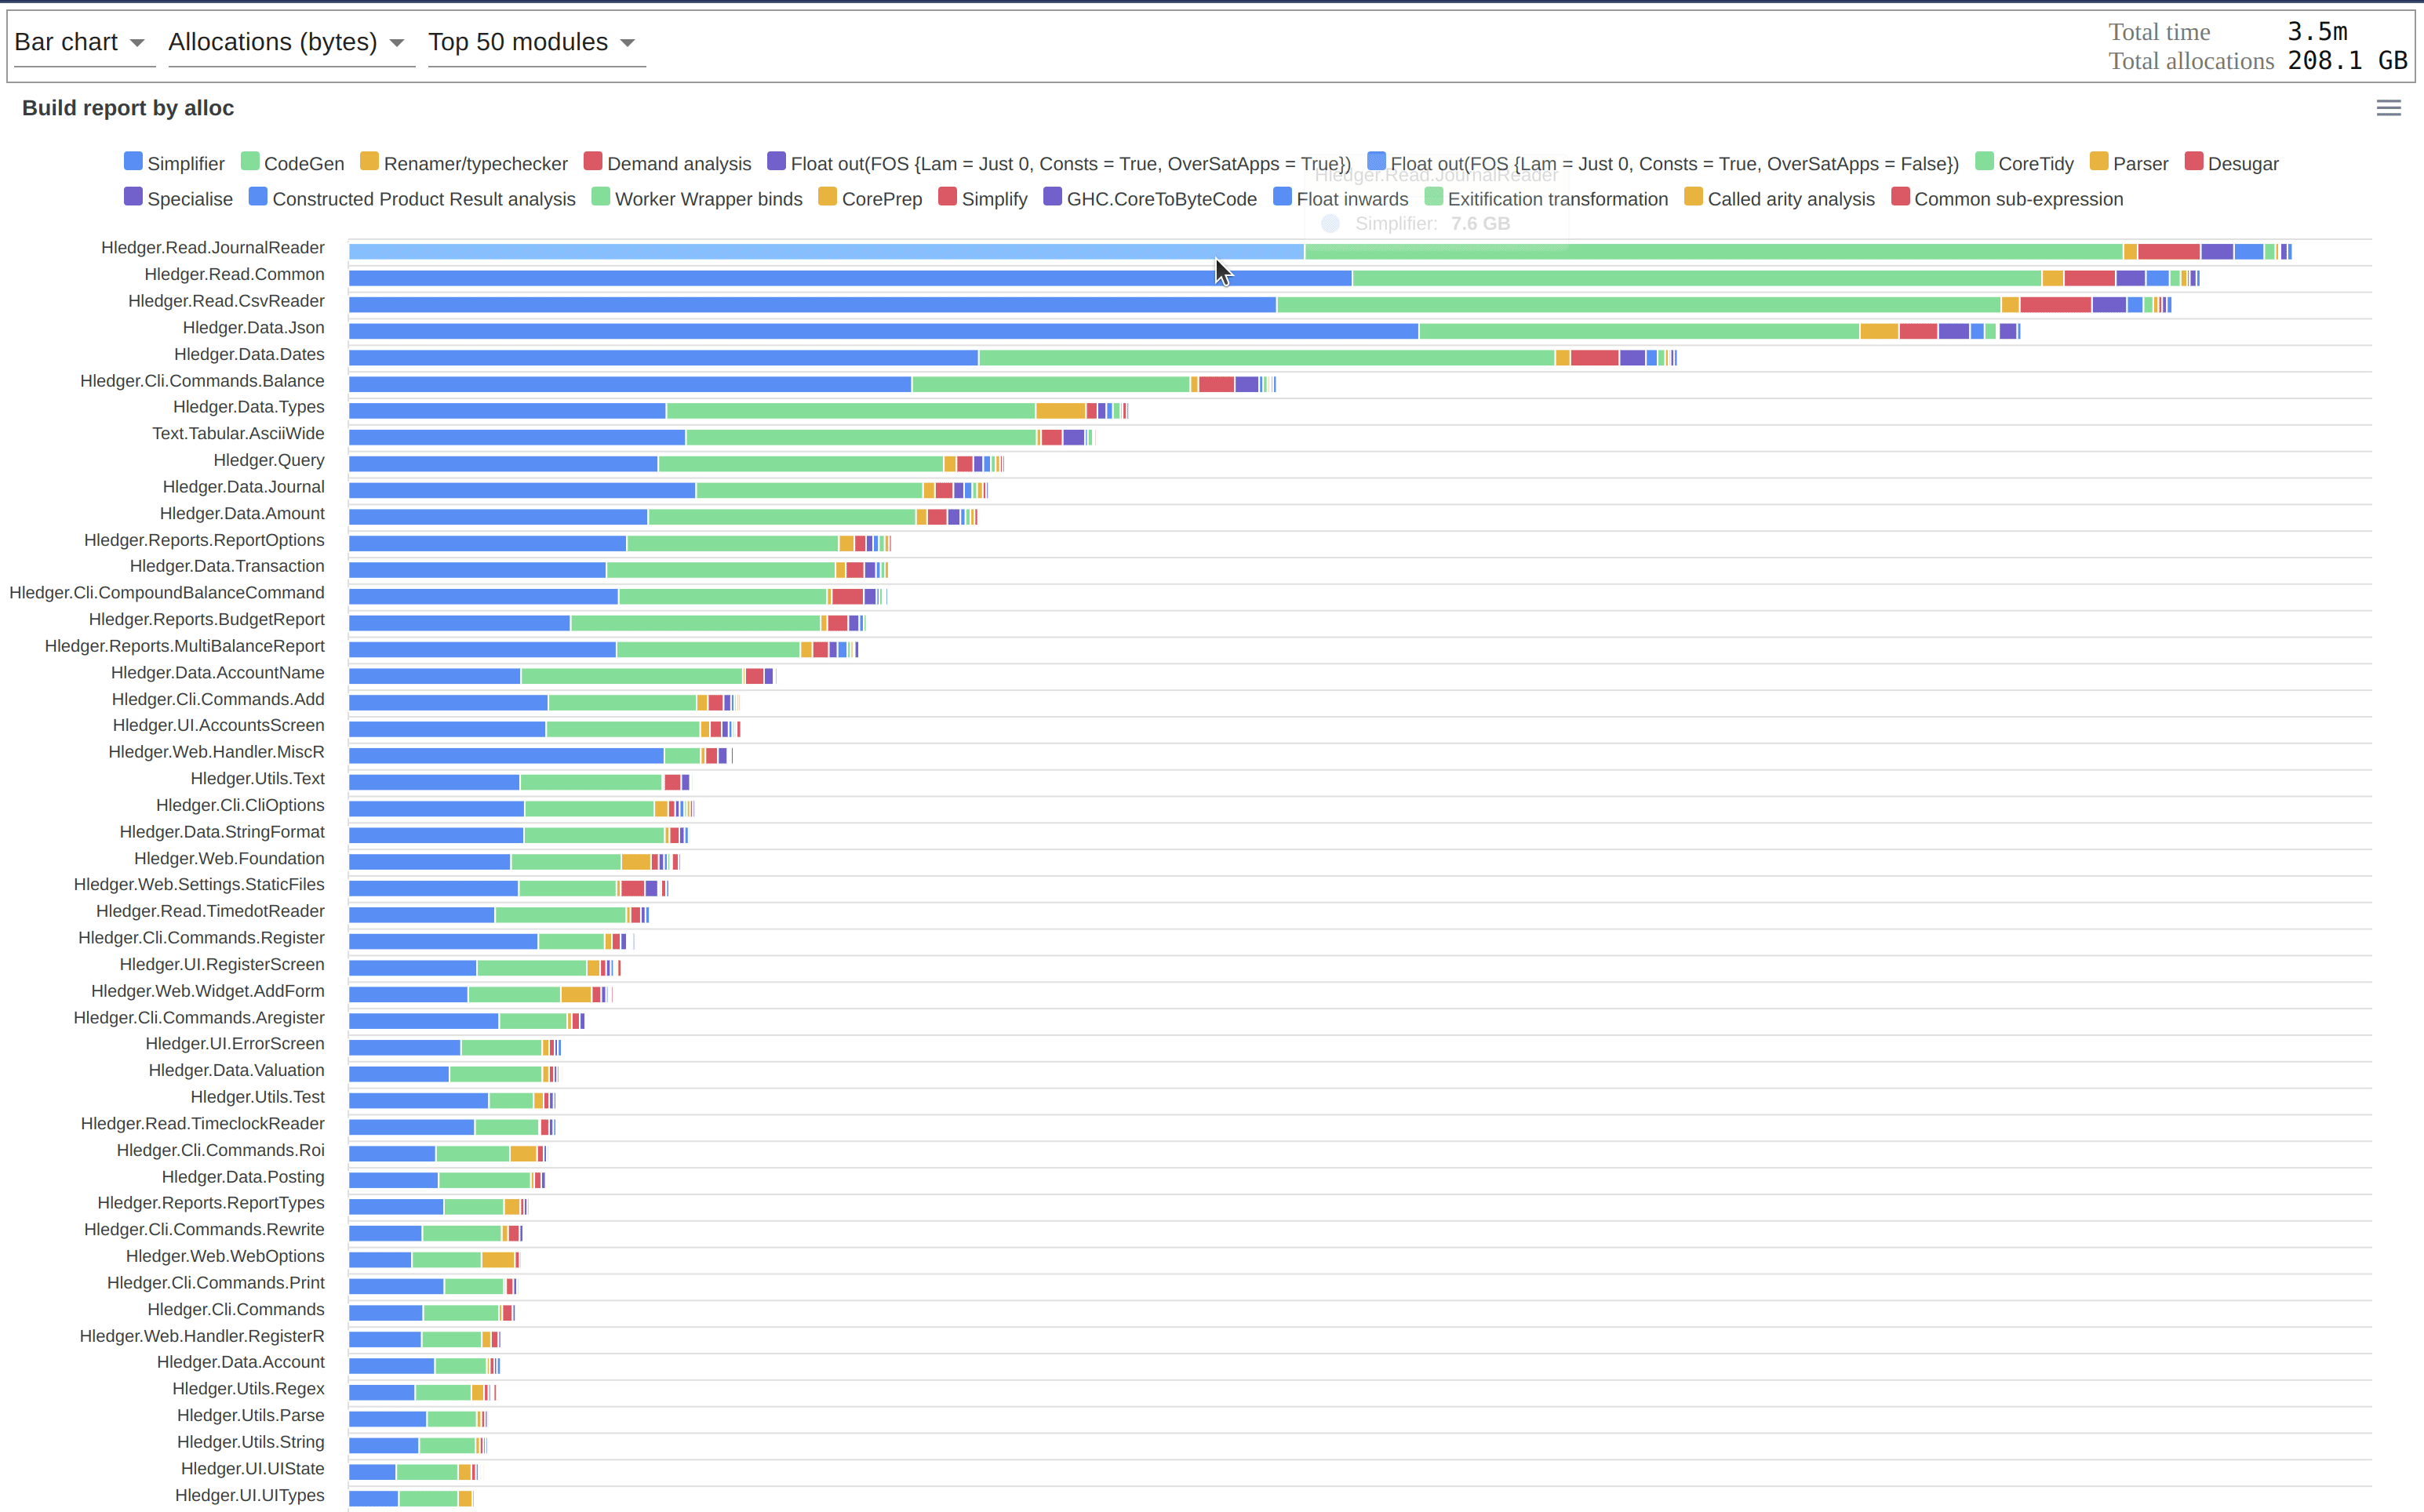 Bar chart Allocations (bytes) Top 50 modules Total time 3.5m
Total allocations 208.1 GB
Build report by alloc
Simplifier CodeGen Renamer/typechecker Demand analysis Float out(FOS {Lam = Just 0, Consts = True, OverSatApps = True}) Float out(FOS {Lam = Just 0, Consts = True, OverSatApps = False}) CoreTidy Parser Desugar
Hledger.Read.JournalReader
Specialise Constructed Product Result analysis Worker Wrapper binds CorePrep Simplify GHC.CoreToByteCode Float inwards Exitification transformation Called arity analysis Common sub-expression
Simplifier: 7.6 GB
Hledger.Read.JournalReader
Hledger.Read.Common
Hledger.Read.CsvReader
Hledger.Data.Json
Hledger.Data.Dates
Hledger.Cli.Commands.Balance
Hledger.Data.Types
Text.Tabular.AsciiWide
Hledger.Query
Hledger.Data.Journal
Hledger.Data.Amount
Hledger.Reports.ReportOptions
Hledger.Data.Transaction
Hledger.Cli.CompoundBalanceCommand
Hledger.Reports.BudgetReport
Hledger.Reports.MultiBalanceReport
Hledger.Data.AccountName
Hledger.Cli.Commands.Add
Hledger.UI.AccountsScreen
Hledger.Web.Handler.MiscR
Hledger.Utils.Text
Hledger.Cli.CliOptions
Hledger.Data.StringFormat
Hledger.Web.Foundation
Hledger.Web.Settings.StaticFiles
Hledger.Read.TimedotReader
Hledger.Cli.Commands.Register
Hledger.UI.RegisterScreen
Hledger.Web.Widget.AddForm
Hledger.Cli.Commands.Aregister
Hledger.UI.ErrorScreen
Hledger.Data.Valuation
Hledger.Utils.Test
Hledger.Read.TimeclockReader
Hledger.Cli.Commands.Roi
Hledger.Data.Posting
Hledger.Reports.ReportTypes
Hledger.Cli.Commands.Rewrite
Hledger.Web.WebOptions
Hledger.Cli.Commands.Print
Hledger.Cli.Commands
Hledger.Web.Handler.RegisterR
Hledger.Data.Account
Hledger.Utils.Regex
Hledger.Utils.Parse
Hledger.Utils.String
Hledger.UI.UIState
Hledger.UI.UITypes